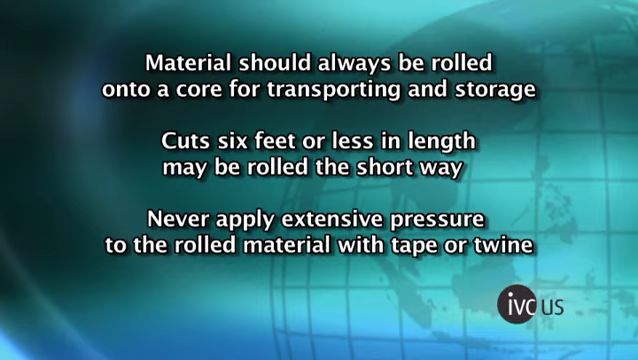 Material should always be rolled
onto a core for transporting and storage
Cuts six feet or less in length
may be rolled the short way
Never apply extensive pressure
to the rolled material with tape or twine
ivc US